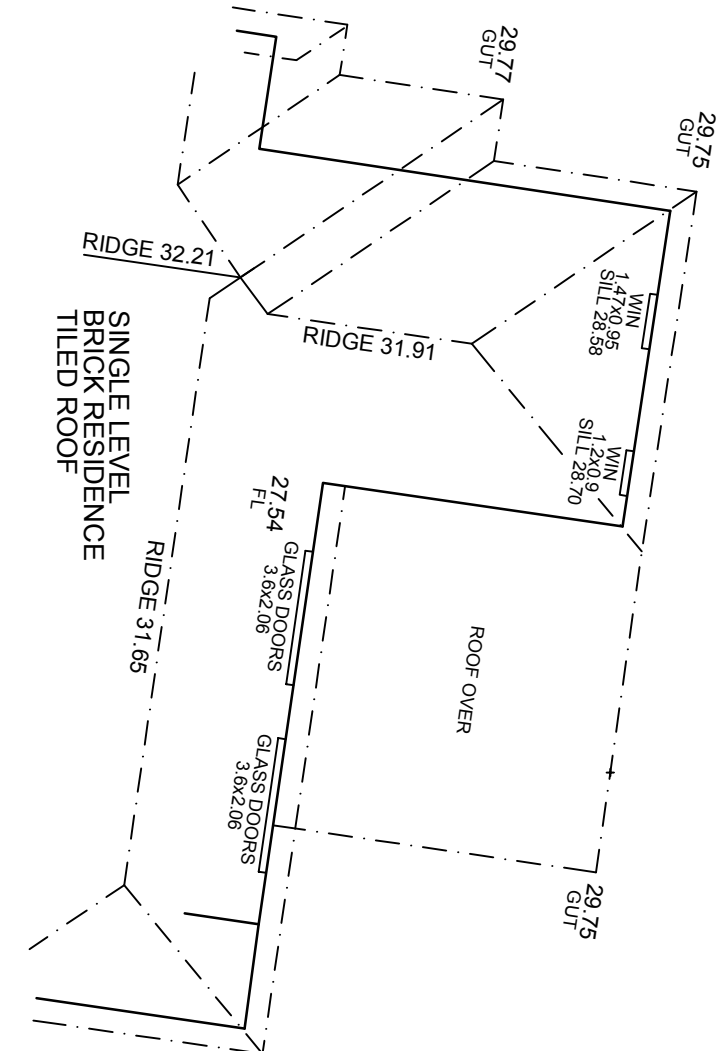 29.77
GUT
29.75
GUT
RIDGE 32.21
WIN
1.47x0.95
SILL 28.58
RIDGE 31.91
SINGLE LEVEL
BRICK RESIDENCE
TILED ROOF
WIN
1.2x0.9
SILL 28.70
27.54
FL
GLASS DOORS
3.6x2.06
RIDGE 31.65
ROOF OVER
GLASS DOORS
3.6x2.06
29.75
GUT